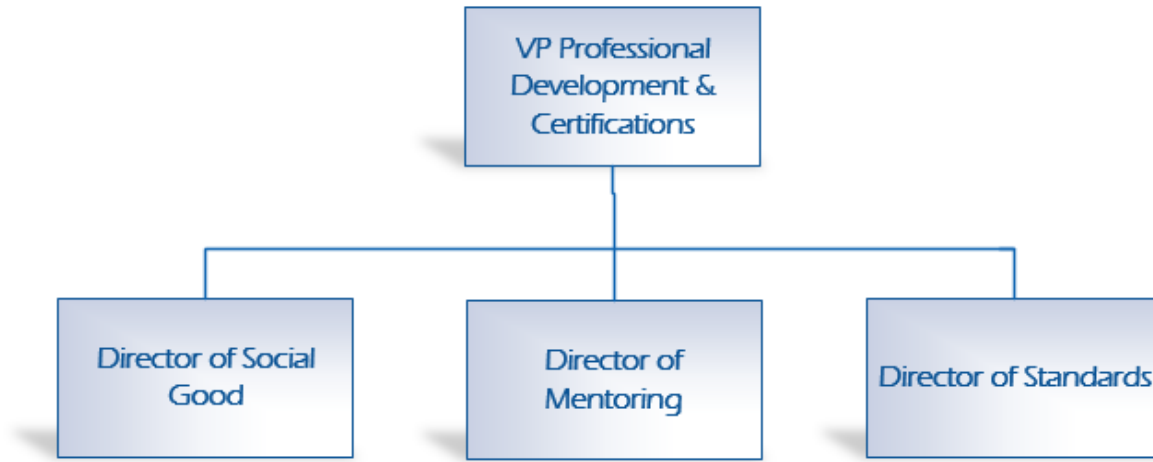 VP Professional
Development &
Certifications
Director of Social
Good
Director of
Mentoring
Director of Standards